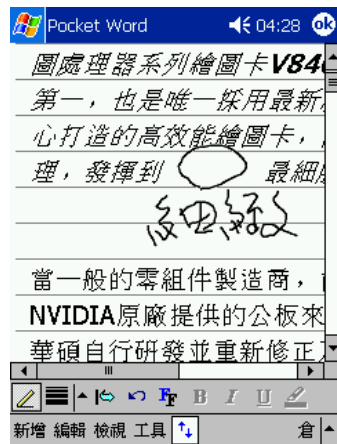 Pocket Word 04:28 ok
圖處理器系列繪圖卡V84
第一，也是唯一採用最新
心打造的高效能繪圖卡，
理，發揮到 最細
細緻
當一般的零組件製造商，
NVIDIA原廠提供的公板來
華碩自行研發並重新修正
B I U
新增 編輯 檢視 工具 倉